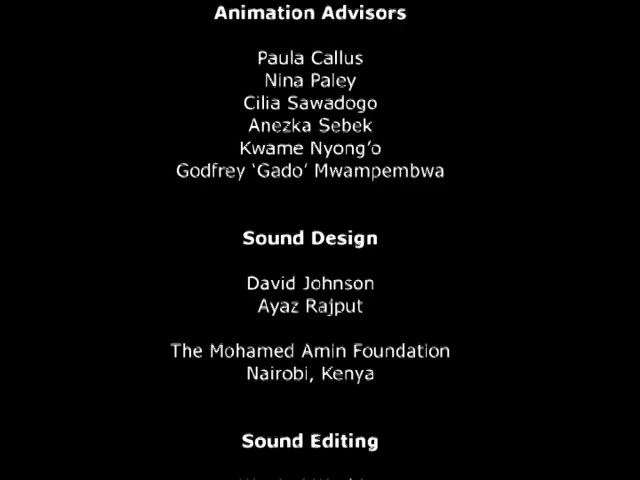 Animation Advisors
Paula Callus
Nina Paley
Cilia Sawadogo
Anezka Sebek
Kwame Nyong’o
Godfrey ‘Gado’ Mwampembwa
Sound Design
David Johnson
Ayaz Rajput
The Mohamed Amin Foundation
Nairobi, Kenya
Sound Editing